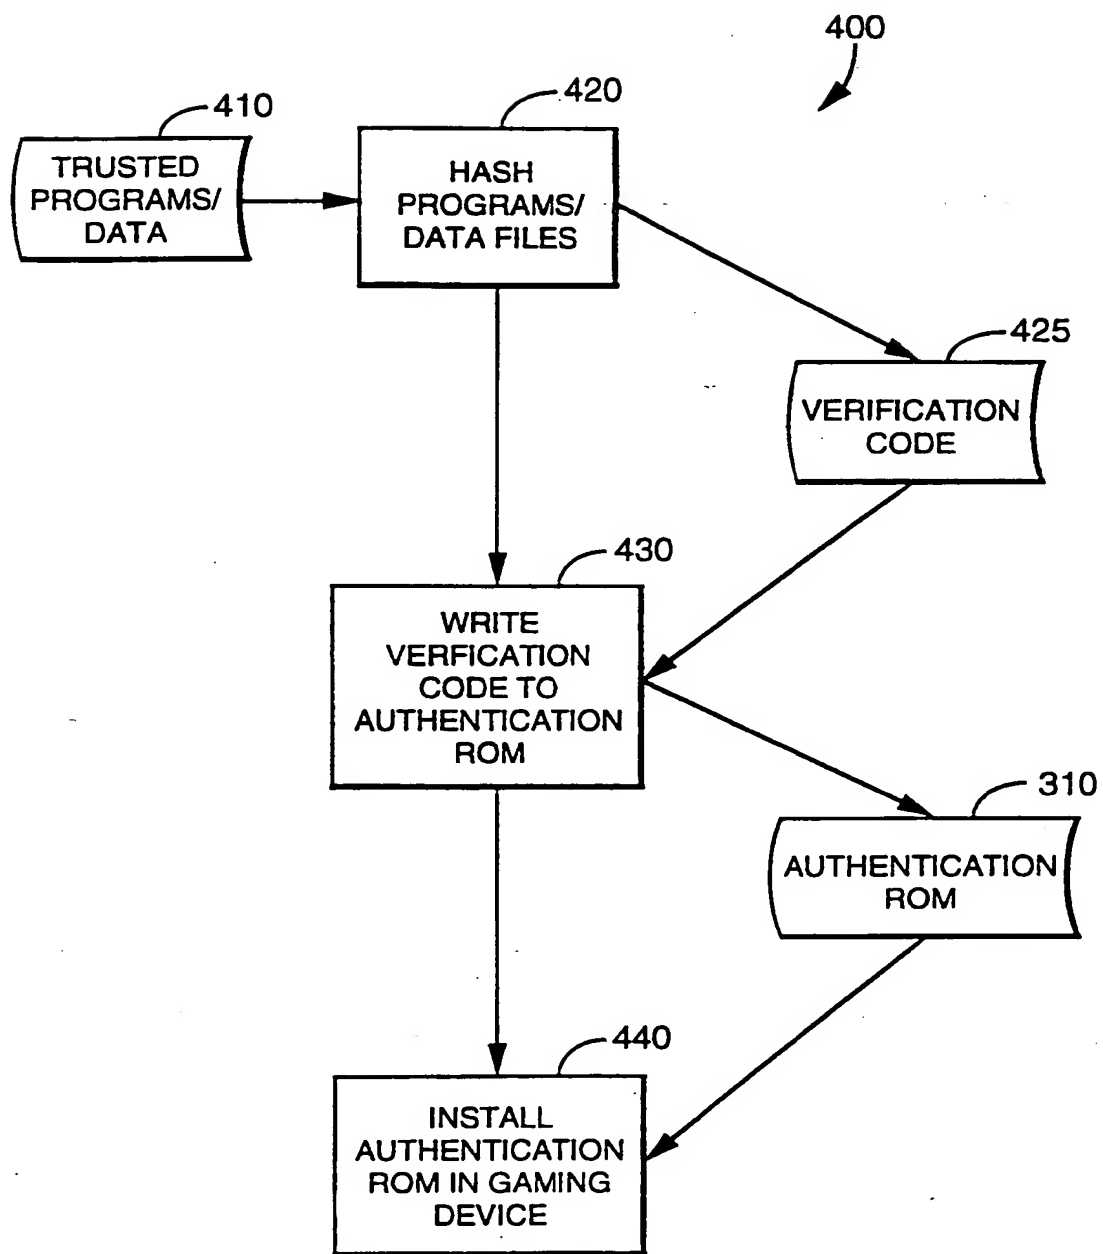 400
410
420
TRUSTED
PROGRAMS/
DATA
HASH
PROGRAMS/
DATA FILES
425
VERIFICATION
CODE
430
WRITE
VERFICATION
CODE TO
AUTHENTICATION
ROM
310
AUTHENTICATION
ROM
440
INSTALL
AUTHENTICATION
ROM IN GAMING
DEVICE